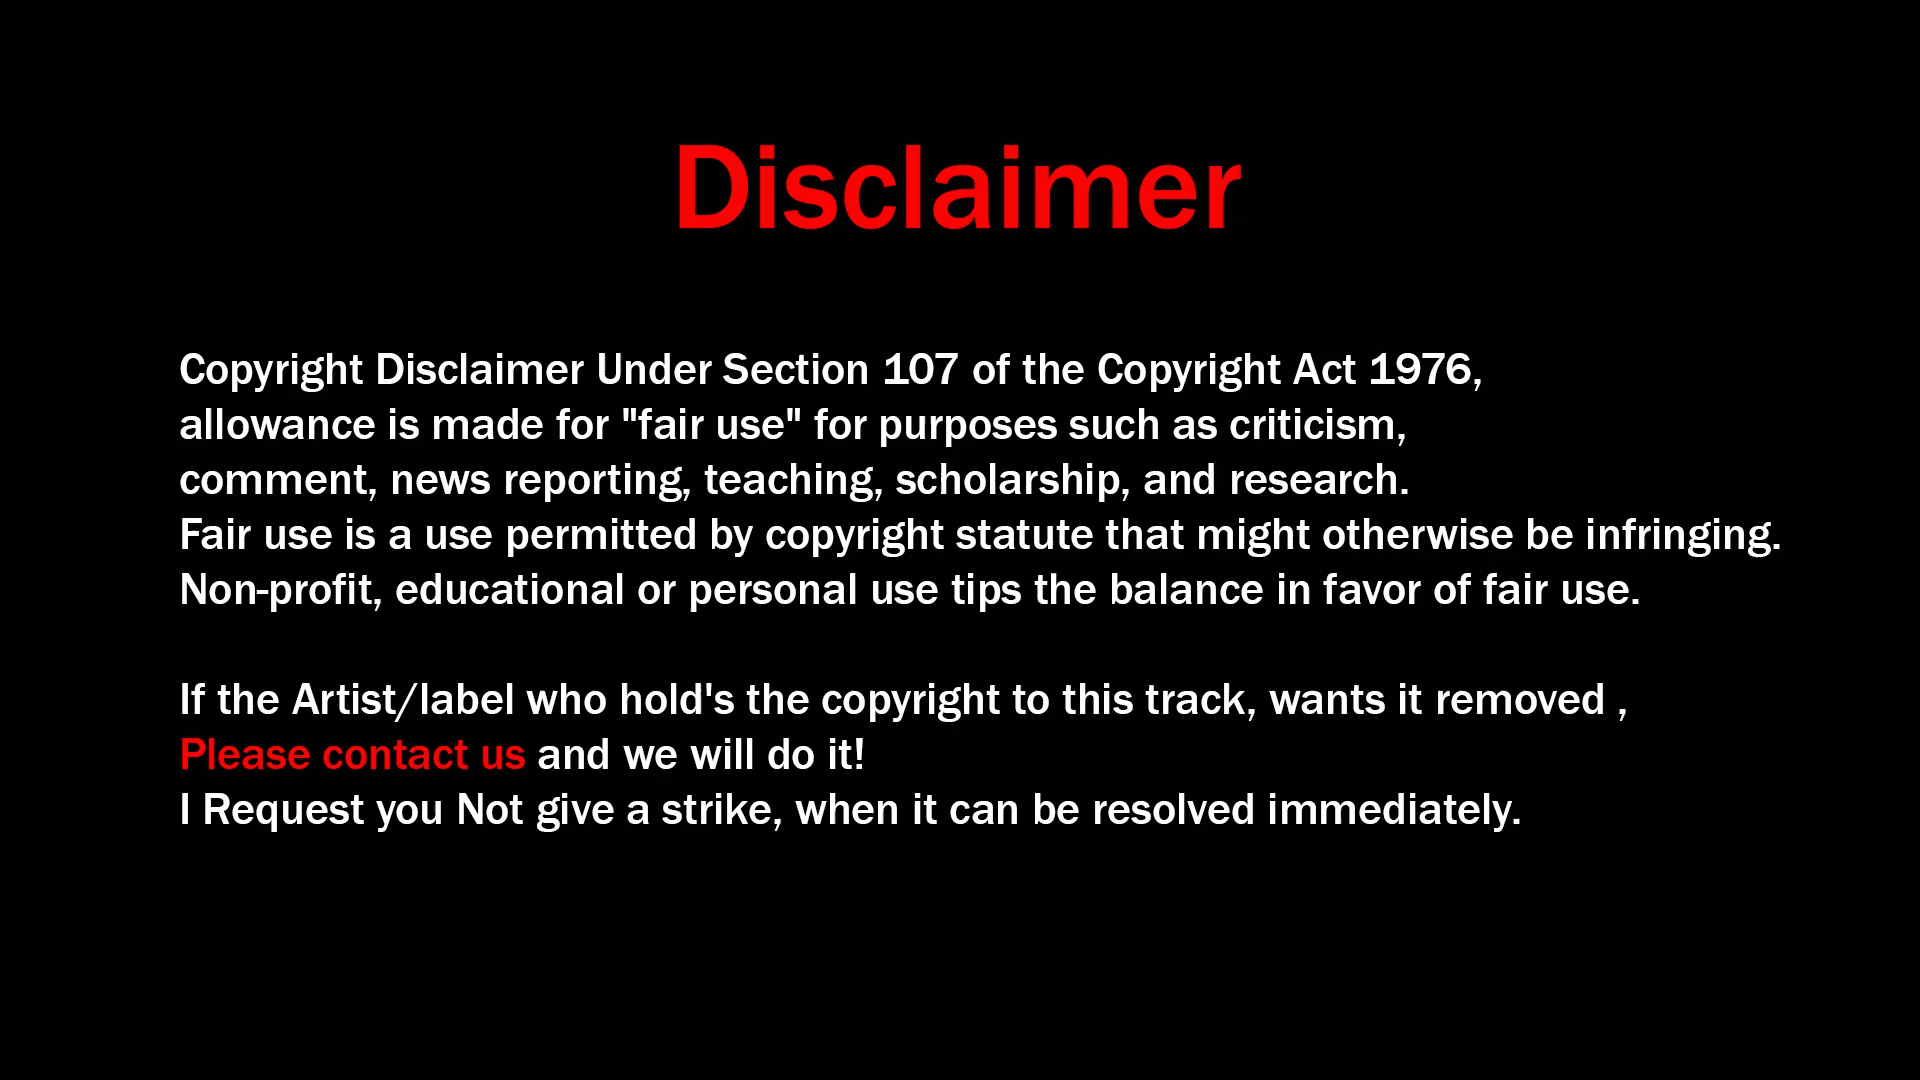 Disclaimer
Copyright Disclaimer Under Section 107 of the Copyright Act 1976,
allowance is made for "fair use" for purposes such as criticism,
comment, news reporting, teaching, scholarship, and research.
Fair use is a use permitted by copyright statute that might otherwise be infringing.
Non-profit, educational or personal use tips the balance in favor of fair use.
If the Artist/label who hold's the copyright to this track, wants it removed ,
Please contact us and we will do it!
I Request you Not give a strike, when it can be resolved immediately.